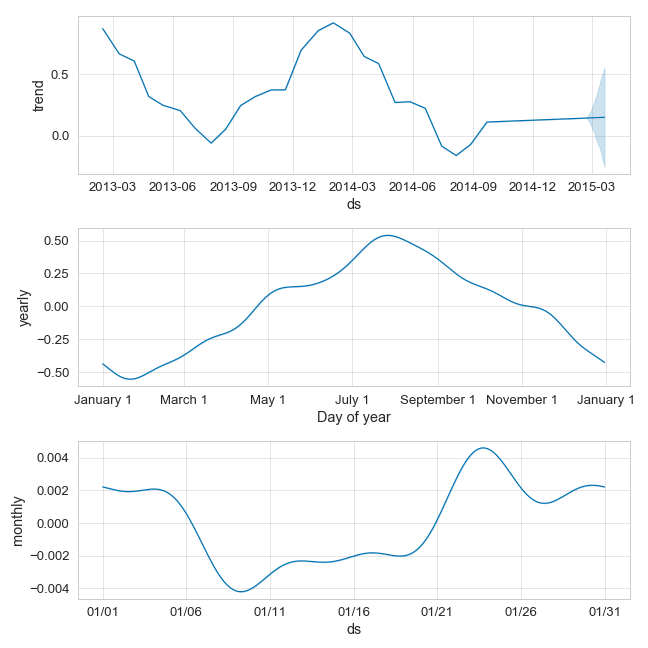 0.5
0.0
trend
2013-03 2013-06 2013-09 2013-12 2014-03 2014-06 2014-09 2014-12 2015-03
ds
0.50
0.25
0.00
−0.25
−0.50
yearly
January 1 March 1 May 1 July 1 September 1 November 1 January 1
Day of year
0.004
0.002
0.000
−0.002
−0.004
monthly
01/01 01/06 01/11 01/16 01/21 01/26 01/31
ds